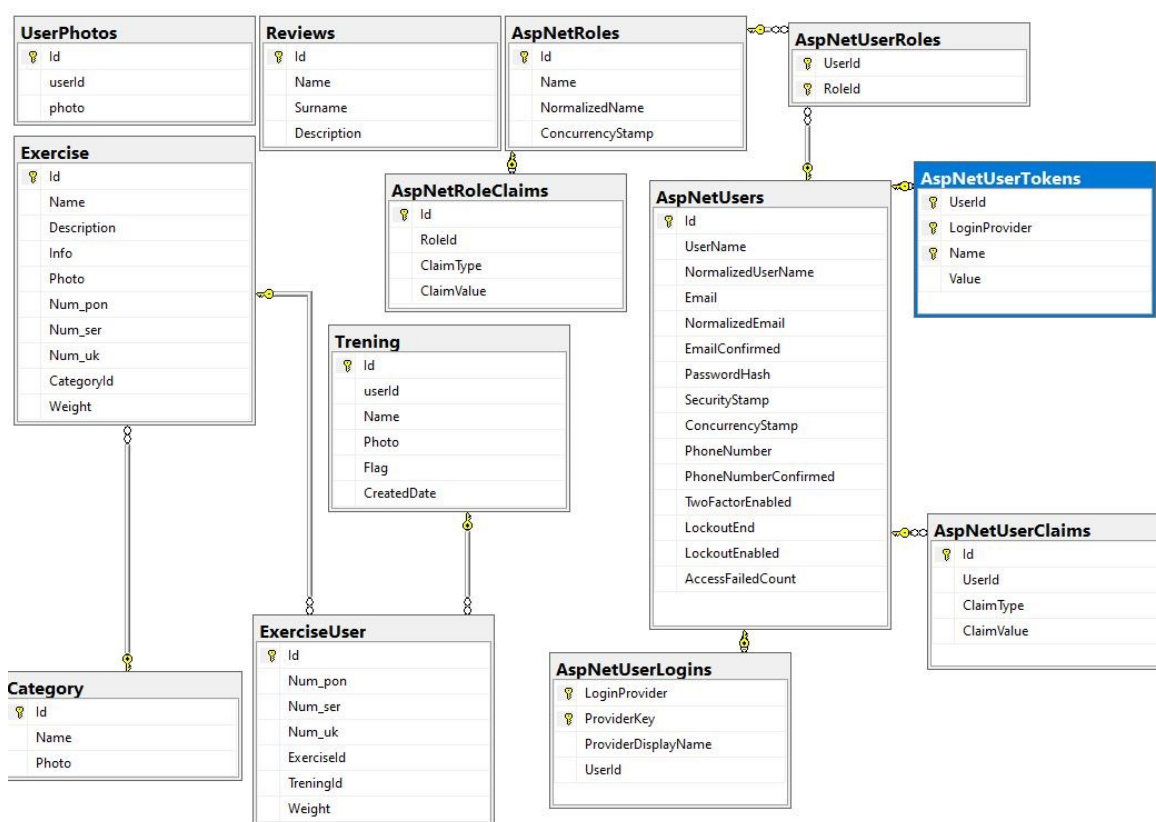 UserPhotos
Id
userId
photo
Reviews
Id
Name
Surname
Description
AspNetRoles
Id
Name
NormalizedName
ConcurrencyStamp
AspNetUserRoles
UserId
RoleId
Exercise
Id
Name
Description
Info
Photo
Num_pon
Num_ser
Num_uk
CategoryId
Weight
AspNetRoleClaims
Id
RoleId
ClaimType
ClaimValue
AspNetUsers
Id
UserName
NormalizedUserName
Email
NormalizedEmail
EmailConfirmed
PasswordHash
SecurityStamp
ConcurrencyStamp
PhoneNumber
PhoneNumberConfirmed
TwoFactorEnabled
LockoutEnd
LockoutEnabled
AccessFailedCount
AspNetUserTokens
UserId
LoginProvider
Name
Value
Trening
Id
userId
Name
Photo
Flag
CreatedDate
AspNetUserClaims
Id
UserId
ClaimType
ClaimValue
ExerciseUser
Id
Num_pon
Num_ser
Num_uk
ExerciseId
TreningId
Weight
AspNetUserLogins
LoginProvider
ProviderKey
ProviderDisplayName
UserId
Category
Id
Name
Photo